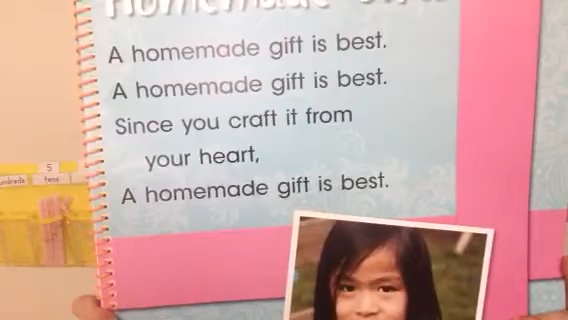 Homemade
A homemade gift is best.
A homemade gift is best.
Since you craft it from
your heart,
A homemade gift is best.
5
tens